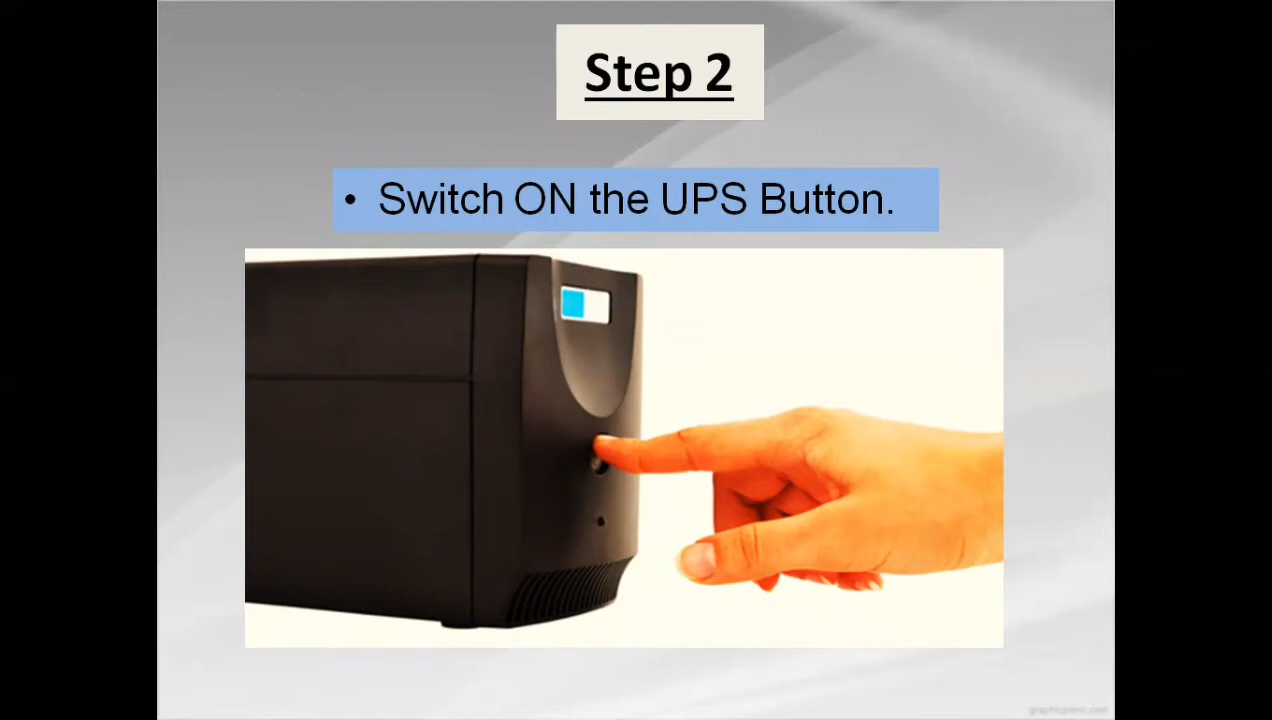 Step 2
• Switch ON the UPS Button.